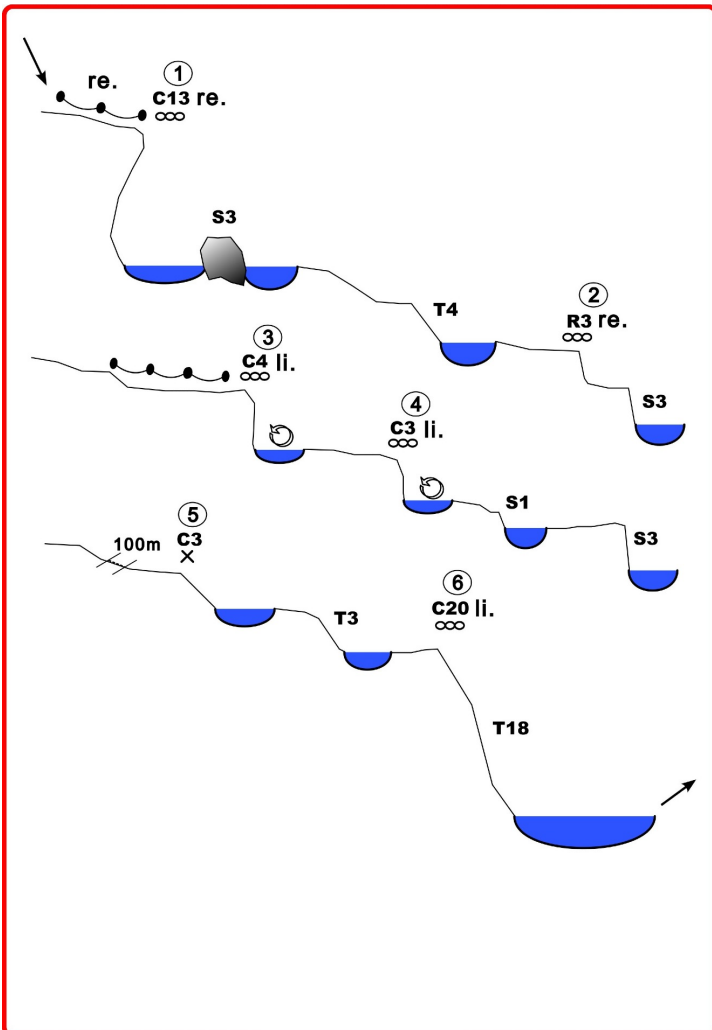 re.
1
C13 re.
S3
T4
2
R3 re.
S3
3
C4 li.
4
C3 li.
S1
S3
5
C3
100m
T3
6
C20 li.
T18